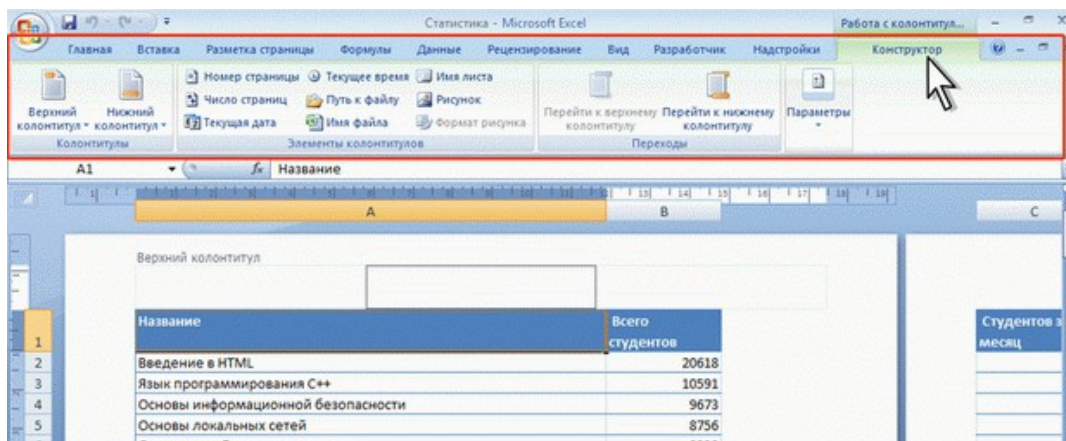 Статистика - Microsoft Excel
Работа с колонтитул...
Главная Вставка Разметка страницы Формулы Данные Рецензирование Вид Разработчик Надстройки Конструктор
Верхний колонтитул
Нижний колонтитул
Номер страницы Текущее время Имя листа
Число страниц Путь к файлу Рисунок
Текущая дата Имя файла Формат рисунка
Перейти к верхнему колонтитулу
Перейти к нижнему колонтитулу
Параметры
Колонтитулы Элементы колонтитулов Переходы
A1 fx Название
A B C
Верхний колонтитул
1 Название Всего студентов
Студентов з
месяц
2 Введение в HTML 20618
3 Язык программирования C++ 10591
4 Основы информационной безопасности 9673
5 Основы локальных сетей 8756